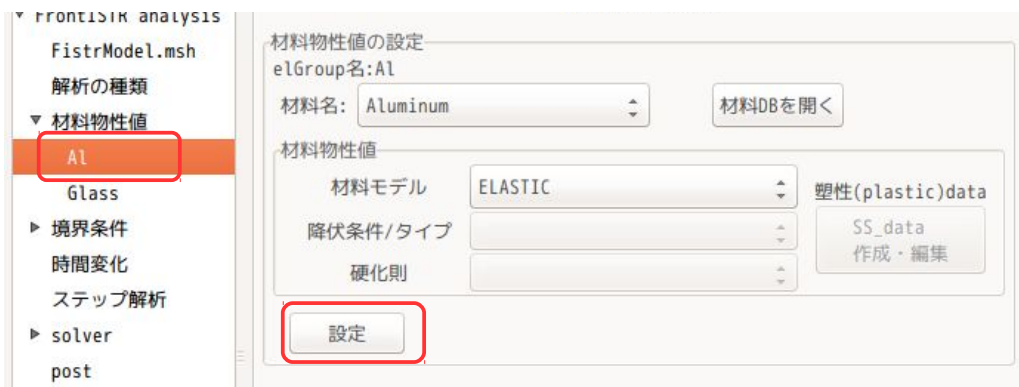 FrontISTR analysis
FistrModel.msh
解析の種類
材料物性値
Al
Glass
境界条件
時間変化
ステップ解析
solver
post
材料物性値の設定
elGroup名:Al
材料名: Aluminum 材料DBを開く
材料物性値
材料モデル ELASTIC 塑性(plastic)data
降伏条件/タイプ SS_data
作成・編集
硬化則
設定